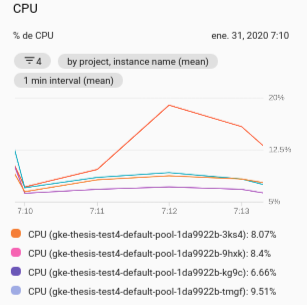 CPU
% de CPU ene. 31, 2020 7:10
4 by project, instance name (mean)
1 min interval (mean)
20%
12.5%
5%
7:10 7:11 7:12 7:13
CPU (gke-thesis-test4-default-pool-1da9922b-3ks4): 8.07%
CPU (gke-thesis-test4-default-pool-1da9922b-9hxk): 8.4%
CPU (gke-thesis-test4-default-pool-1da9922b-kg9c): 6.66%
CPU (gke-thesis-test4-default-pool-1da9922b-tmgf): 9.51%